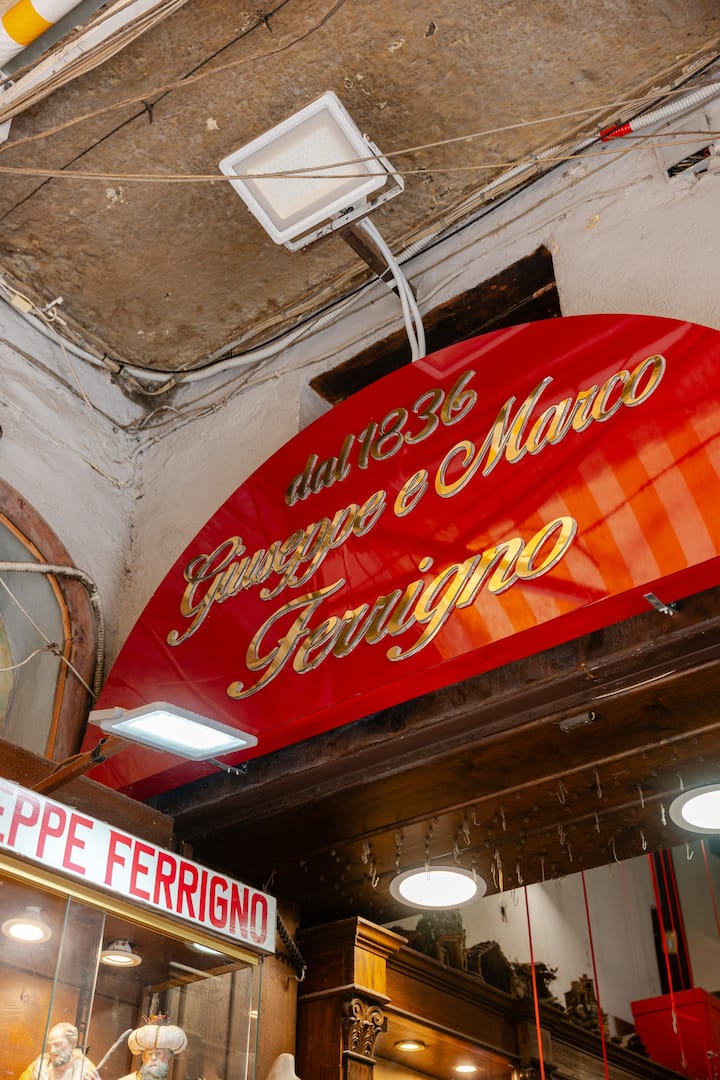 dal 1836
Giuseppe e Marco
Ferrigno
EPPE FERRIGNO